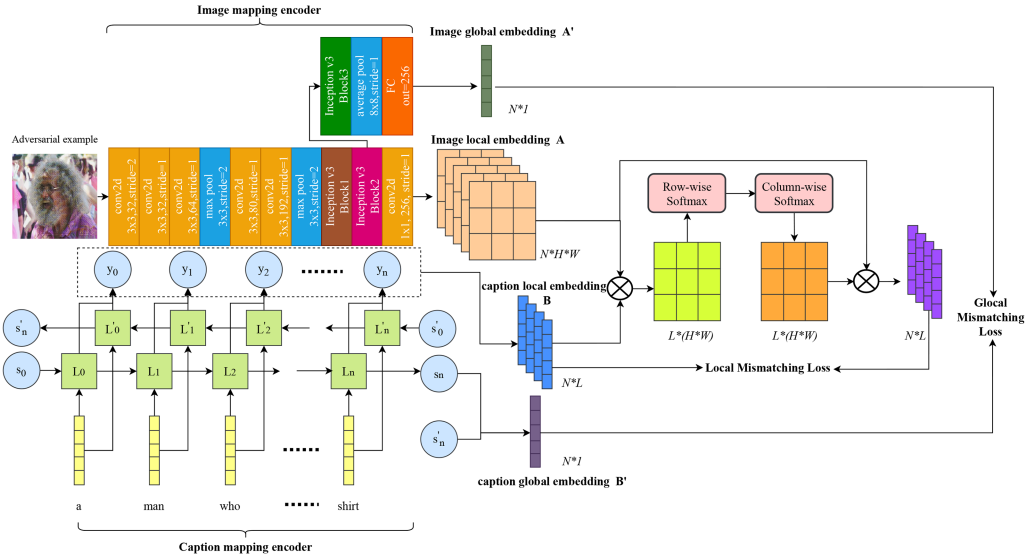 Image mapping encoder
Inception v3
Block3
average pool
8x8,stride=1
FC
out=256
Image global embedding A'
N*1
Adversarial example
conv2d
3x3,32,stride=2
conv2d
3x3,32,stride=1
conv2d
3x3,64,stride=1
max pool
3x3,stride=2
conv2d
3x3,80,stride=1
conv2d
3x3,192,stride=1
max pool
3x3,stride=2
Inception v3
Block1
Inception v3
Block2
conv2d
1x1, 256, stride=1
Image local embedding A
N*H*W
Row-wise
Softmax
Column-wise
Softmax
L*(H*W)
L*(H*W)
N*L
Glocal
Mismatching
Loss
y0
y1
y2
yn
caption local embedding
B
N*L
Local Mismatching Loss
s'n
L'0
L'1
L'2
L'n
s'0
s0
L0
L1
L2
Ln
sn
s'n
N*1
caption global embedding B'
a
man
who
shirt
Caption mapping encoder